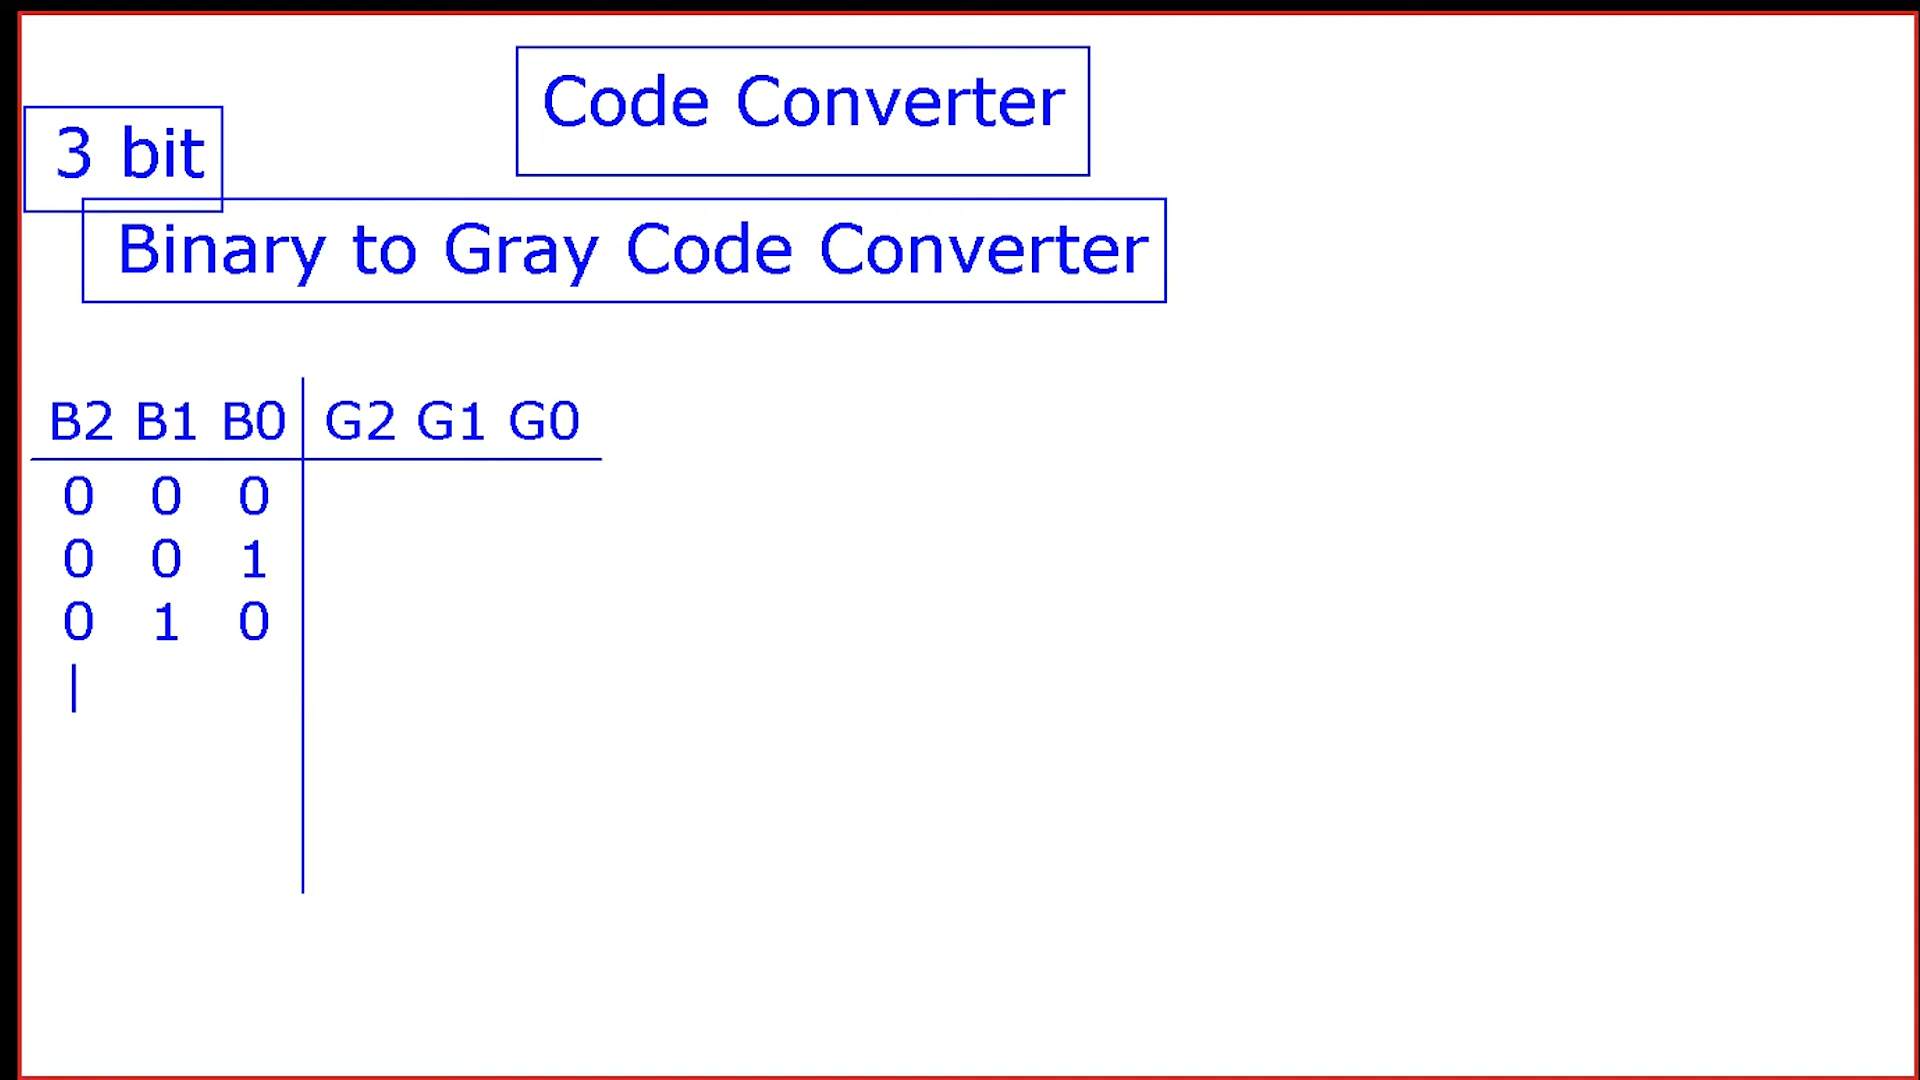 Code Converter
3 bit
Binary to Gray Code Converter
B2 B1 B0 G2 G1 G0
0 0 0
0 0 1
0 1 0